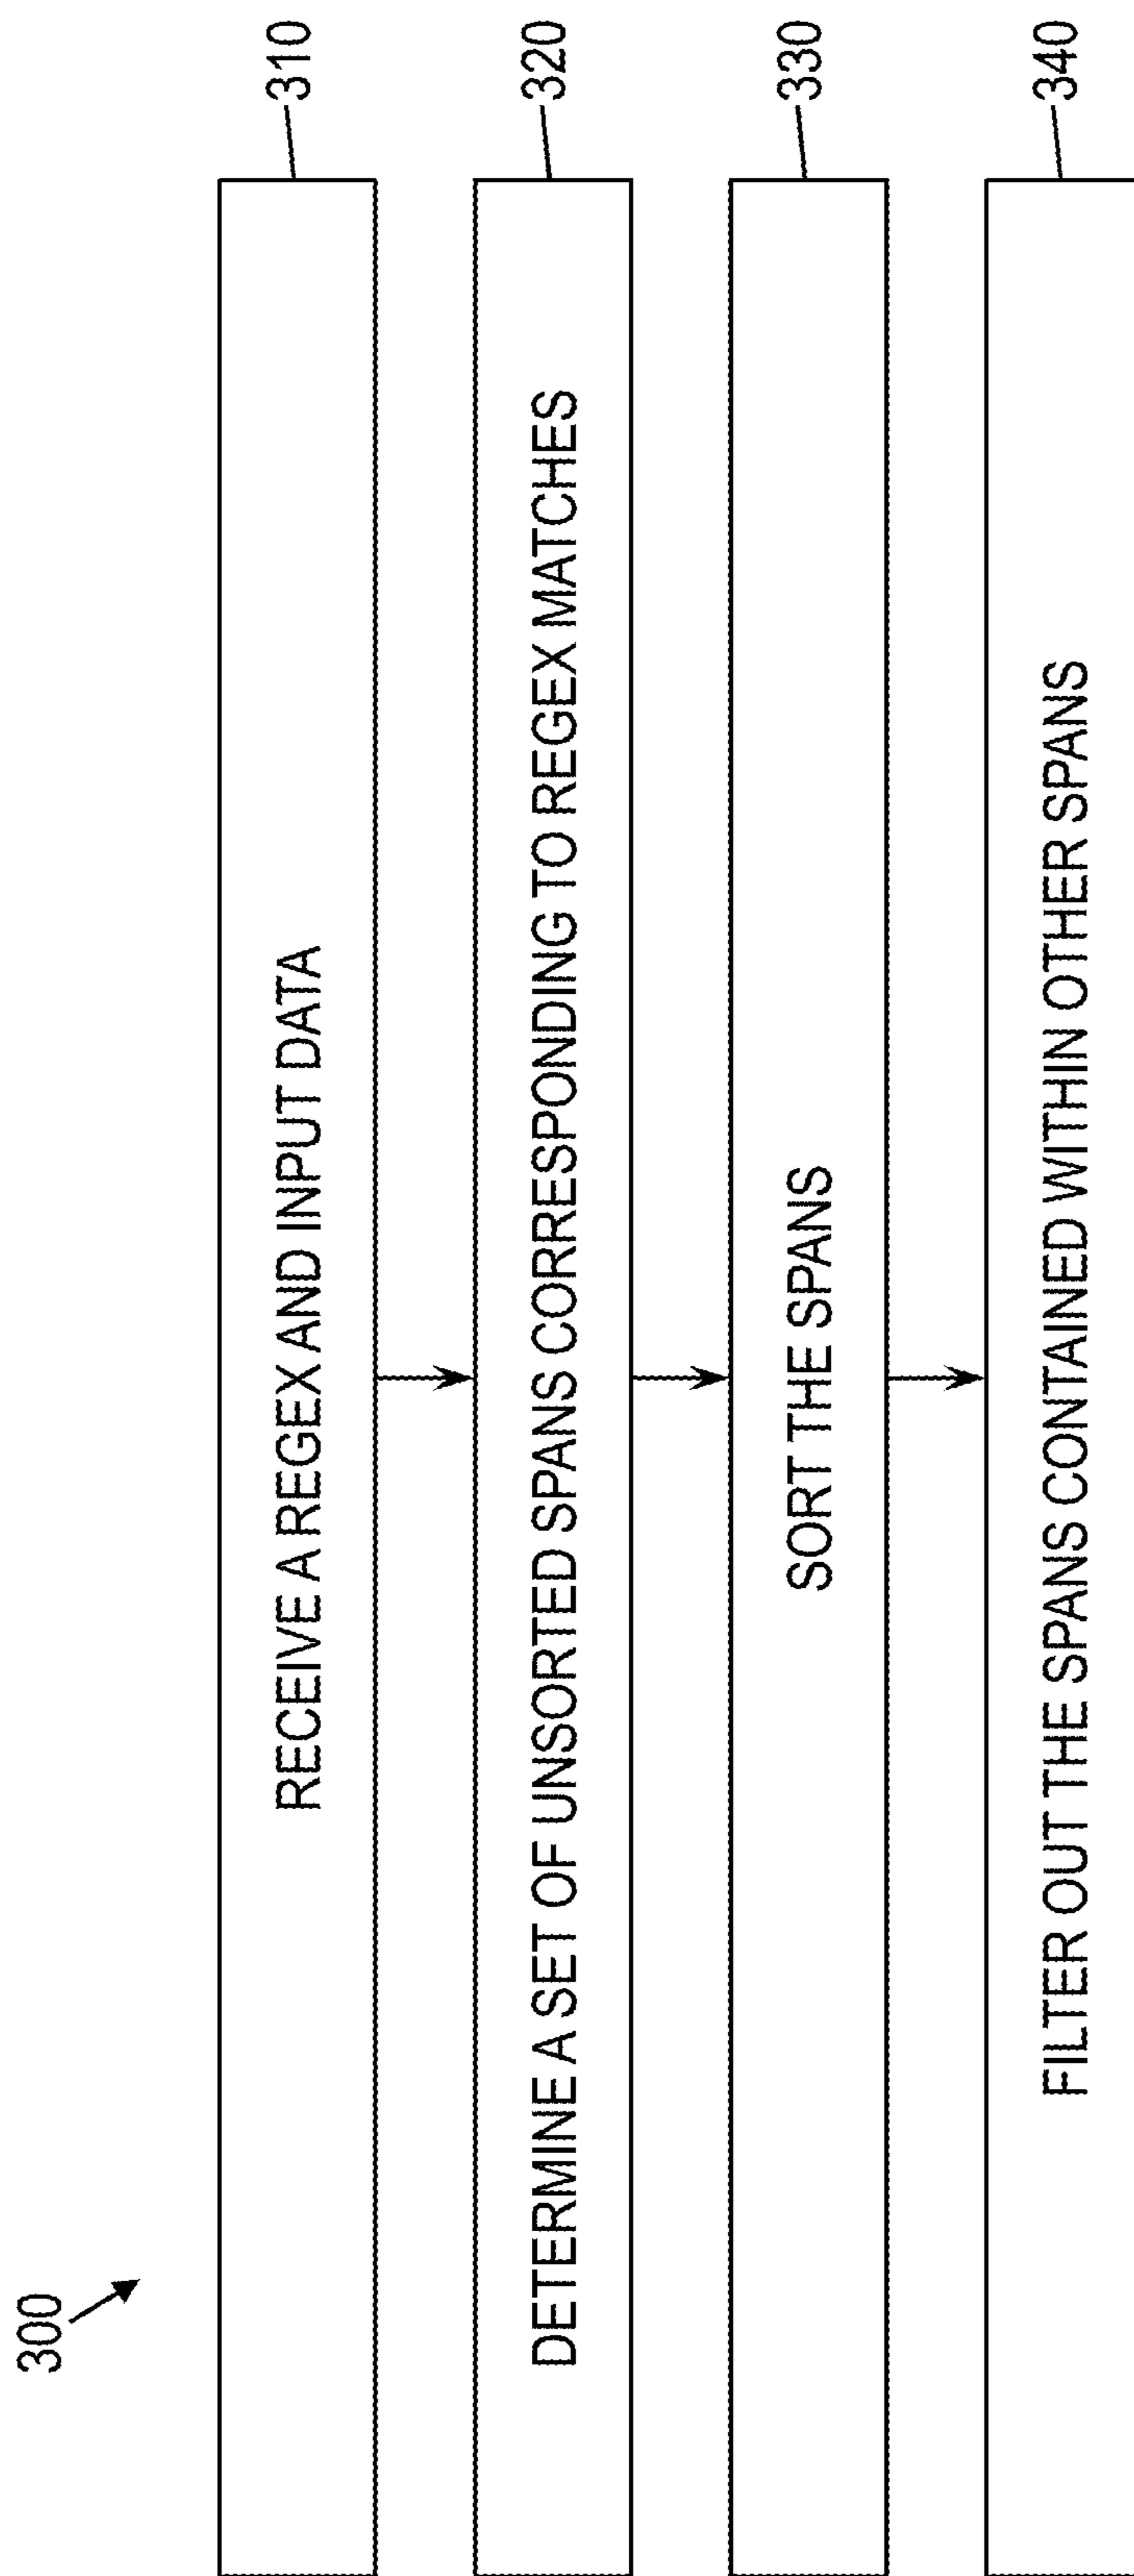 300
RECEIVE A REGEX AND INPUT DATA
310
DETERMINE A SET OF UNSORTED SPANS CORRESPONDING TO REGEX MATCHES
320
SORT THE SPANS
330
FILTER OUT THE SPANS CONTAINED WITHIN OTHER SPANS
340